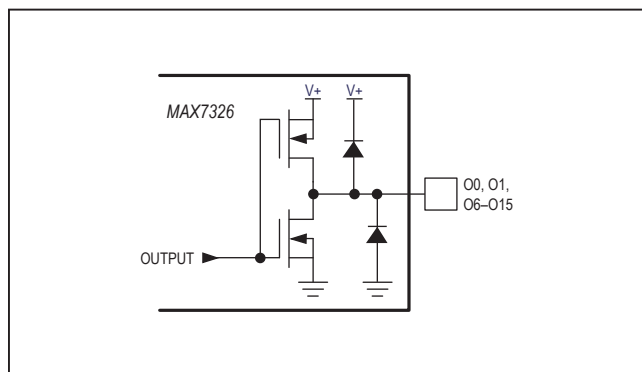 V+ V+
MAX7326
O0, O1,
O6–O15
OUTPUT